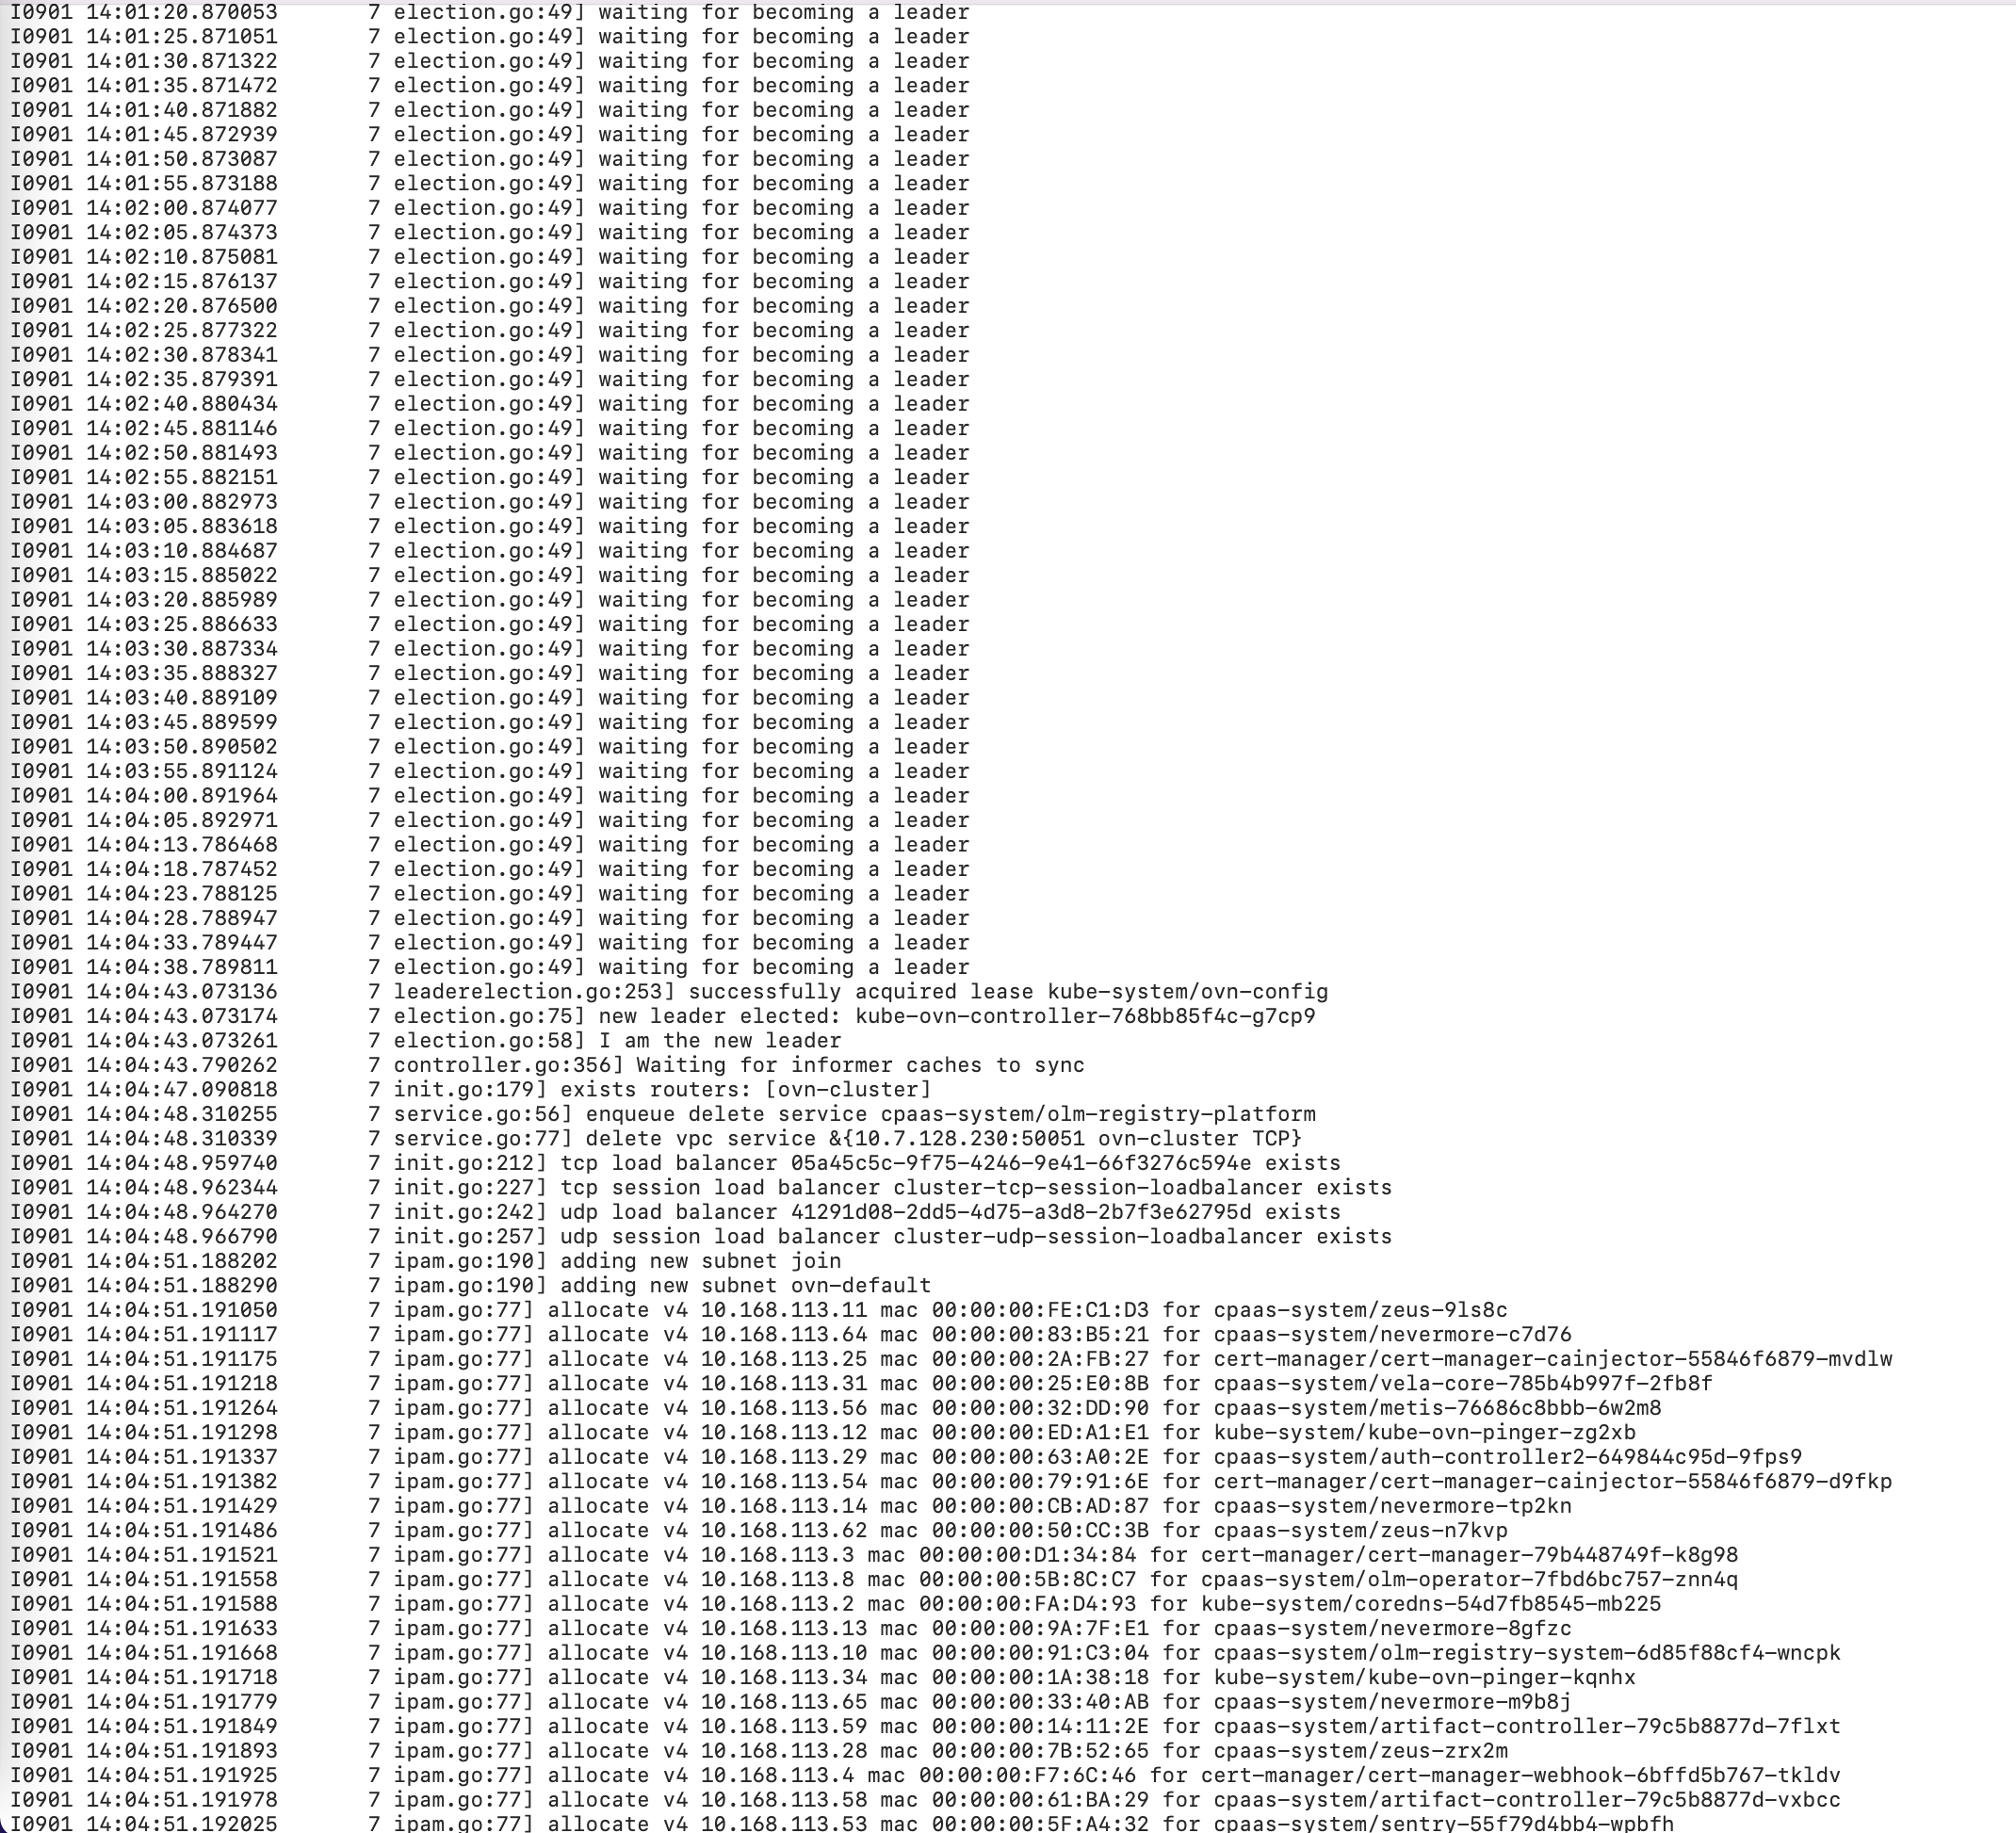 I0901 14:01:20.870053       7 election.go:49] waiting for becoming a leader
I0901 14:01:25.871051       7 election.go:49] waiting for becoming a leader
I0901 14:01:30.871322       7 election.go:49] waiting for becoming a leader
I0901 14:01:35.871472       7 election.go:49] waiting for becoming a leader
I0901 14:01:40.871882       7 election.go:49] waiting for becoming a leader
I0901 14:01:45.872939       7 election.go:49] waiting for becoming a leader
I0901 14:01:50.873087       7 election.go:49] waiting for becoming a leader
I0901 14:01:55.873188       7 election.go:49] waiting for becoming a leader
I0901 14:02:00.874077       7 election.go:49] waiting for becoming a leader
I0901 14:02:05.874373       7 election.go:49] waiting for becoming a leader
I0901 14:02:10.875081       7 election.go:49] waiting for becoming a leader
I0901 14:02:15.876137       7 election.go:49] waiting for becoming a leader
I0901 14:02:20.876500       7 election.go:49] waiting for becoming a leader
I0901 14:02:25.877322       7 election.go:49] waiting for becoming a leader
I0901 14:02:30.878341       7 election.go:49] waiting for becoming a leader
I0901 14:02:35.879391       7 election.go:49] waiting for becoming a leader
I0901 14:02:40.880434       7 election.go:49] waiting for becoming a leader
I0901 14:02:45.881146       7 election.go:49] waiting for becoming a leader
I0901 14:02:50.881493       7 election.go:49] waiting for becoming a leader
I0901 14:02:55.882151       7 election.go:49] waiting for becoming a leader
I0901 14:03:00.882973       7 election.go:49] waiting for becoming a leader
I0901 14:03:05.883618       7 election.go:49] waiting for becoming a leader
I0901 14:03:10.884687       7 election.go:49] waiting for becoming a leader
I0901 14:03:15.885022       7 election.go:49] waiting for becoming a leader
I0901 14:03:20.885989       7 election.go:49] waiting for becoming a leader
I0901 14:03:25.886633       7 election.go:49] waiting for becoming a leader
I0901 14:03:30.887334       7 election.go:49] waiting for becoming a leader
I0901 14:03:35.888327       7 election.go:49] waiting for becoming a leader
I0901 14:03:40.889109       7 election.go:49] waiting for becoming a leader
I0901 14:03:45.889599       7 election.go:49] waiting for becoming a leader
I0901 14:03:50.890502       7 election.go:49] waiting for becoming a leader
I0901 14:03:55.891124       7 election.go:49] waiting for becoming a leader
I0901 14:04:00.891964       7 election.go:49] waiting for becoming a leader
I0901 14:04:05.892971       7 election.go:49] waiting for becoming a leader
I0901 14:04:13.786468       7 election.go:49] waiting for becoming a leader
I0901 14:04:18.787452       7 election.go:49] waiting for becoming a leader
I0901 14:04:23.788125       7 election.go:49] waiting for becoming a leader
I0901 14:04:28.788947       7 election.go:49] waiting for becoming a leader
I0901 14:04:33.789447       7 election.go:49] waiting for becoming a leader
I0901 14:04:38.789811       7 election.go:49] waiting for becoming a leader
I0901 14:04:43.073136       7 leaderelection.go:253] successfully acquired lease kube-system/ovn-config
I0901 14:04:43.073174       7 election.go:75] new leader elected: kube-ovn-controller-768bb85f4c-g7cp9
I0901 14:04:43.073261       7 election.go:58] I am the new leader
I0901 14:04:43.790262       7 controller.go:356] Waiting for informer caches to sync
I0901 14:04:47.090818       7 init.go:179] exists routers: [ovn-cluster]
I0901 14:04:48.310255       7 service.go:56] enqueue delete service cpaas-system/olm-registry-platform
I0901 14:04:48.310339       7 service.go:77] delete vpc service &{10.7.128.230:50051 ovn-cluster TCP}
I0901 14:04:48.959740       7 init.go:212] tcp load balancer 05a45c5c-9f75-4246-9e41-66f3276c594e exists
I0901 14:04:48.962344       7 init.go:227] tcp session load balancer cluster-tcp-session-loadbalancer exists
I0901 14:04:48.964270       7 init.go:242] udp load balancer 41291d08-2dd5-4d75-a3d8-2b7f3e62795d exists
I0901 14:04:48.966790       7 init.go:257] udp session load balancer cluster-udp-session-loadbalancer exists
I0901 14:04:51.188202       7 ipam.go:190] adding new subnet join
I0901 14:04:51.188290       7 ipam.go:190] adding new subnet ovn-default
I0901 14:04:51.191050       7 ipam.go:77] allocate v4 10.168.113.11 mac 00:00:00:FE:C1:D3 for cpaas-system/zeus-9ls8c
I0901 14:04:51.191117       7 ipam.go:77] allocate v4 10.168.113.64 mac 00:00:00:83:B5:21 for cpaas-system/nevermore-c7d76
I0901 14:04:51.191175       7 ipam.go:77] allocate v4 10.168.113.25 mac 00:00:00:2A:FB:27 for cert-manager/cert-manager-cainjector-55846f6879-mvdlw
I0901 14:04:51.191218       7 ipam.go:77] allocate v4 10.168.113.31 mac 00:00:00:25:E0:8B for cpaas-system/vela-core-785b4b997f-2fb8f
I0901 14:04:51.191264       7 ipam.go:77] allocate v4 10.168.113.56 mac 00:00:00:32:DD:90 for cpaas-system/metis-76686c8bbb-6w2m8
I0901 14:04:51.191298       7 ipam.go:77] allocate v4 10.168.113.12 mac 00:00:00:ED:A1:E1 for kube-system/kube-ovn-pinger-zg2xb
I0901 14:04:51.191337       7 ipam.go:77] allocate v4 10.168.113.29 mac 00:00:00:63:A0:2E for cpaas-system/auth-controller2-649844c95d-9fps9
I0901 14:04:51.191382       7 ipam.go:77] allocate v4 10.168.113.54 mac 00:00:00:79:91:6E for cert-manager/cert-manager-cainjector-55846f6879-d9fkp
I0901 14:04:51.191429       7 ipam.go:77] allocate v4 10.168.113.14 mac 00:00:00:CB:AD:87 for cpaas-system/nevermore-tp2kn
I0901 14:04:51.191486       7 ipam.go:77] allocate v4 10.168.113.62 mac 00:00:00:50:CC:3B for cpaas-system/zeus-n7kvp
I0901 14:04:51.191521       7 ipam.go:77] allocate v4 10.168.113.3 mac 00:00:00:D1:34:84 for cert-manager/cert-manager-79b448749f-k8g98
I0901 14:04:51.191558       7 ipam.go:77] allocate v4 10.168.113.8 mac 00:00:00:5B:8C:C7 for cpaas-system/olm-operator-7fbd6bc757-znn4q
I0901 14:04:51.191588       7 ipam.go:77] allocate v4 10.168.113.2 mac 00:00:00:FA:D4:93 for kube-system/coredns-54d7fb8545-mb225
I0901 14:04:51.191633       7 ipam.go:77] allocate v4 10.168.113.13 mac 00:00:00:9A:7F:E1 for cpaas-system/nevermore-8gfzc
I0901 14:04:51.191668       7 ipam.go:77] allocate v4 10.168.113.10 mac 00:00:00:91:C3:04 for cpaas-system/olm-registry-system-6d85f88cf4-wncpk
I0901 14:04:51.191718       7 ipam.go:77] allocate v4 10.168.113.34 mac 00:00:00:1A:38:18 for kube-system/kube-ovn-pinger-kqnhx
I0901 14:04:51.191779       7 ipam.go:77] allocate v4 10.168.113.65 mac 00:00:00:33:40:AB for cpaas-system/nevermore-m9b8j
I0901 14:04:51.191849       7 ipam.go:77] allocate v4 10.168.113.59 mac 00:00:00:14:11:2E for cpaas-system/artifact-controller-79c5b8877d-7flxt
I0901 14:04:51.191893       7 ipam.go:77] allocate v4 10.168.113.28 mac 00:00:00:7B:52:65 for cpaas-system/zeus-zrx2m
I0901 14:04:51.191925       7 ipam.go:77] allocate v4 10.168.113.4 mac 00:00:00:F7:6C:46 for cert-manager/cert-manager-webhook-6bffd5b767-tkldv
I0901 14:04:51.191978       7 ipam.go:77] allocate v4 10.168.113.58 mac 00:00:00:61:BA:29 for cpaas-system/artifact-controller-79c5b8877d-vxbcc
I0901 14:04:51.192025       7 ipam.go:77] allocate v4 10.168.113.53 mac 00:00:00:5F:A4:32 for cpaas-system/sentry-55f79d4bb4-wpbfh